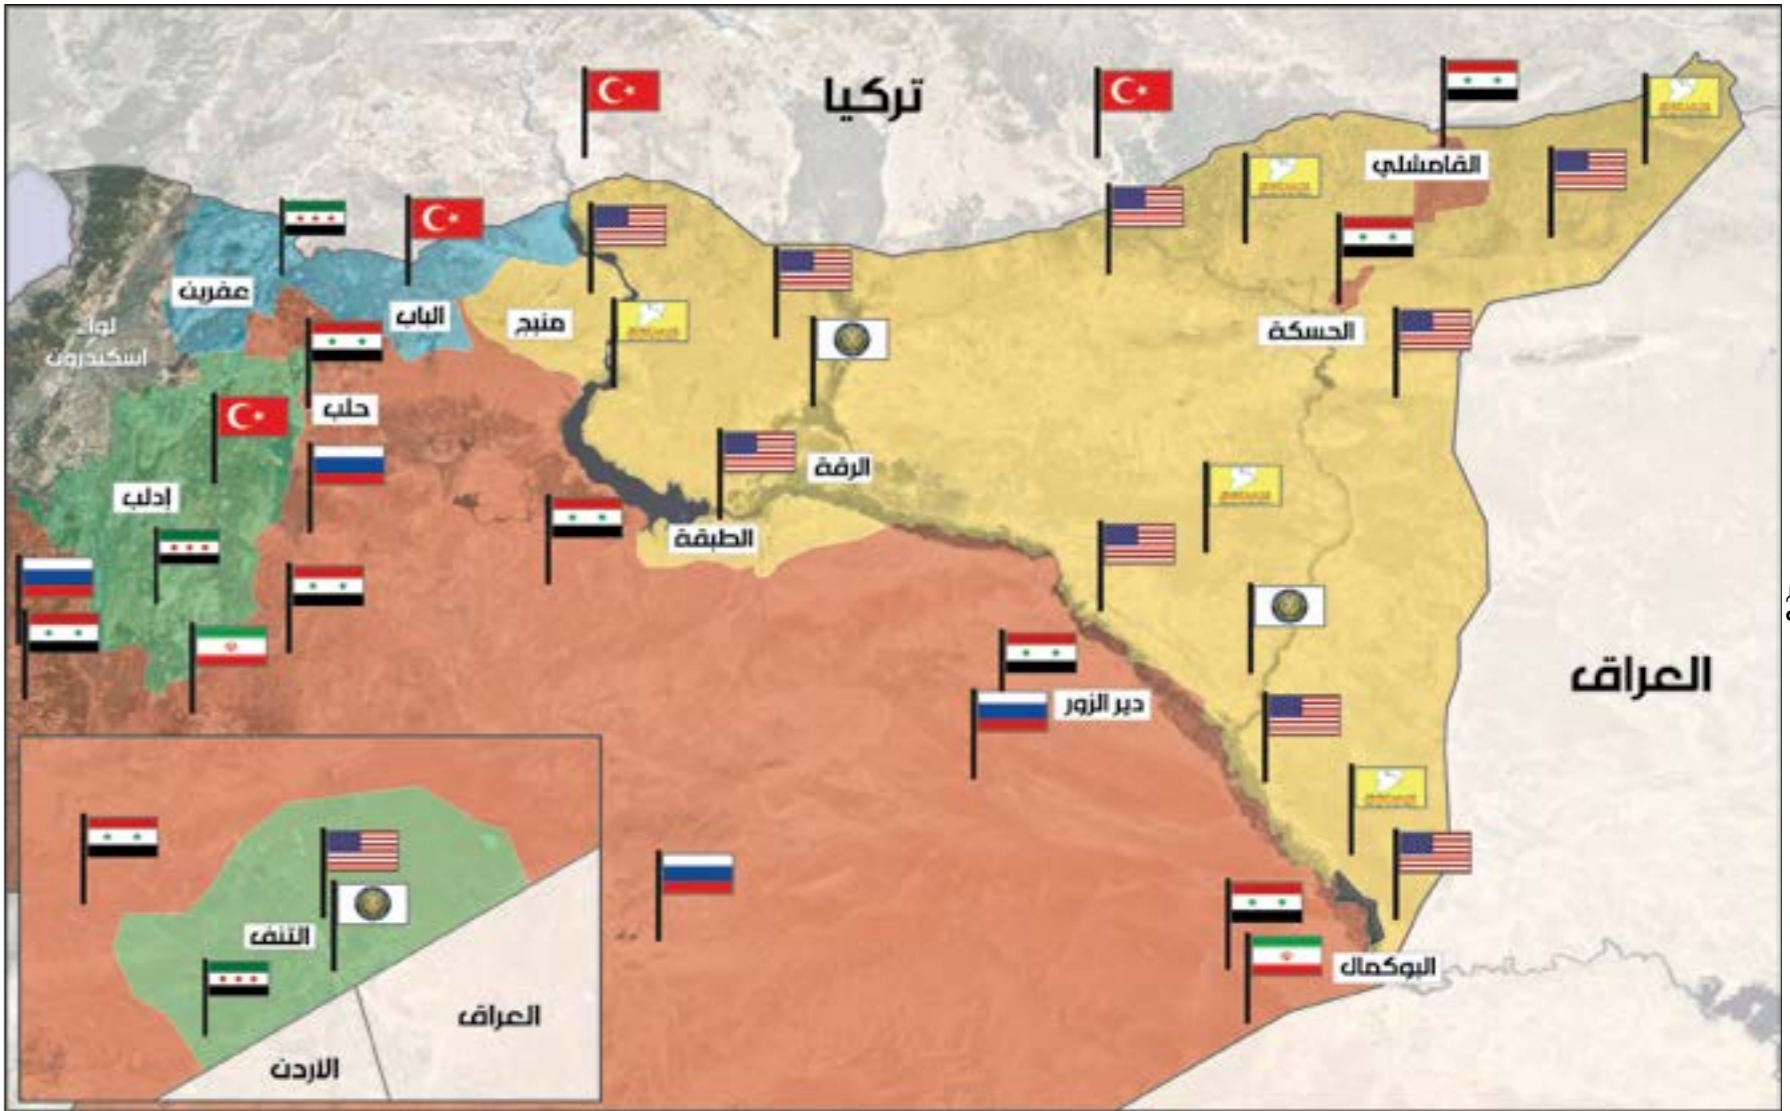 تركيا
القامشلي
عفرين
الباب
منبج
الحسكة
لواء
اسكندرون
حلب
الرقة
إدلب
الطبقة
دير الزور
العراق
التنف
البوكمال
العراق
الاردن